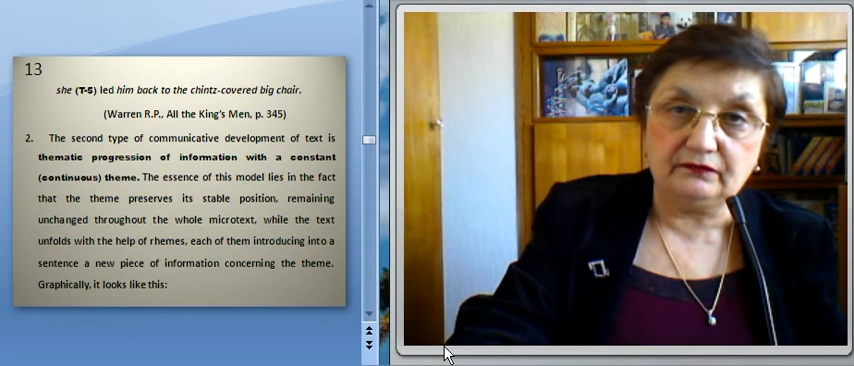 13
she (T-5) led him back to the chintz-covered big chair.
(Warren R.P., All the King's Men, p. 345)
2. The second type of communicative development of text is
thematic progression of information with a constant
(continuous) theme. The essence of this model lies in the fact
that the theme preserves its stable position, remaining
unchanged throughout the whole microtext, while the text
unfolds with the help of rhemes, each of them introducing into a
sentence a new piece of information concerning the theme.
Graphically, it looks like this: